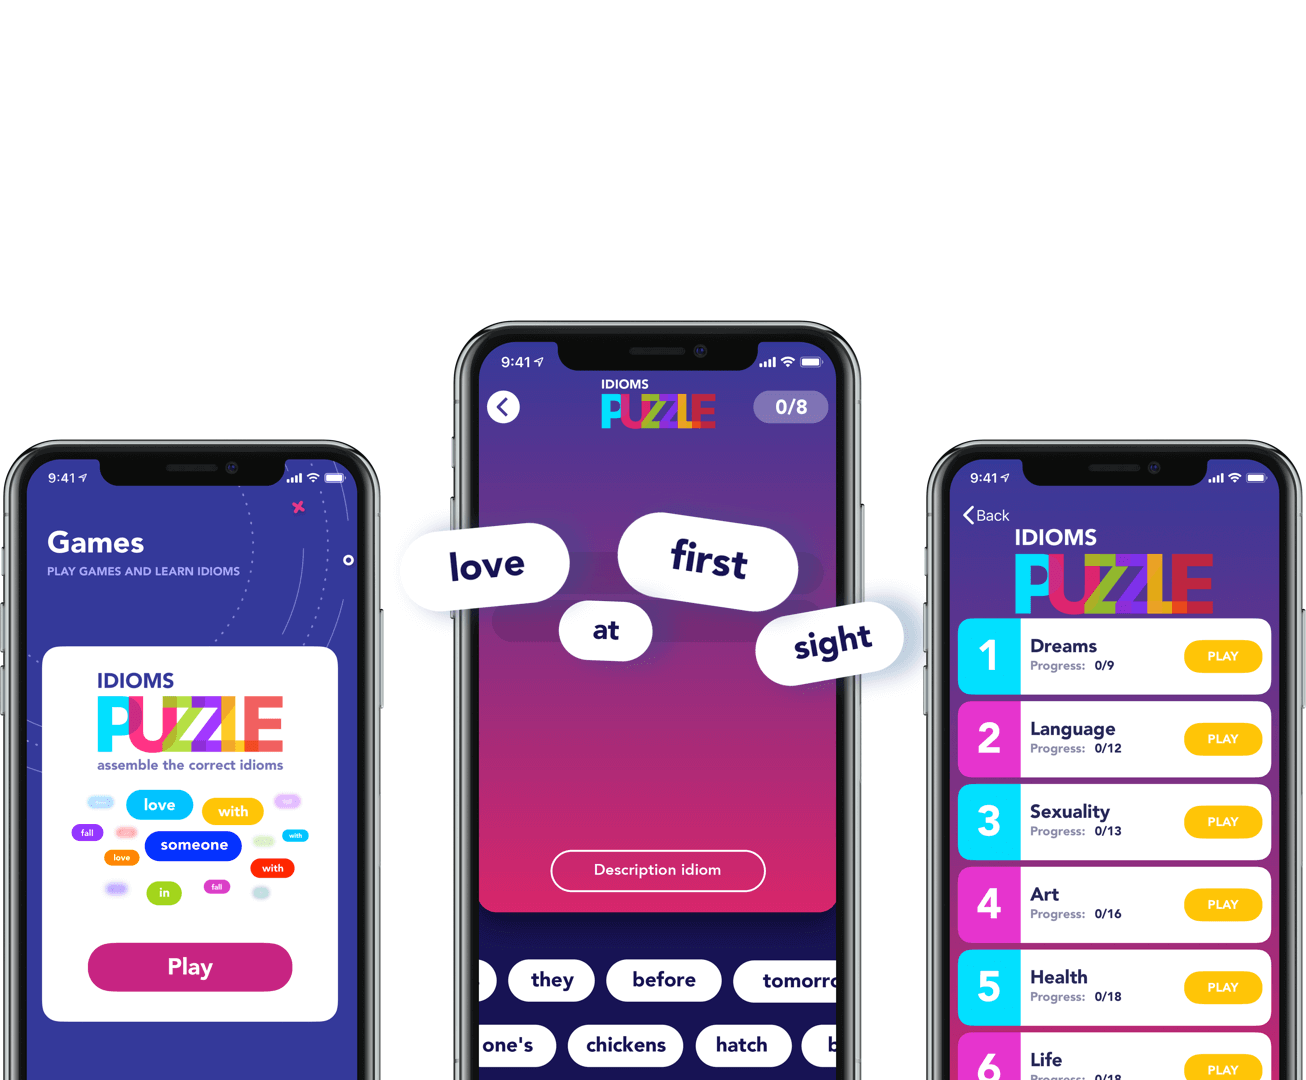 9:41
Games
PLAY GAMES AND LEARN IDIOMS
IDIOMS
PUZZLE
assemble the correct idioms
love
with
fall
someone
with
love
with
in
fall
Play
9:41
IDIOMS
PUZZLE
0/8
love
first
at
sight
Description idiom
they
before
tomorro
one's
chickens
hatch
b
9:41
Back
IDIOMS
PUZZLE
1
Dreams
Progress: 0/9
PLAY
2
Language
Progress: 0/12
PLAY
3
Sexuality
Progress: 0/13
PLAY
4
Art
Progress: 0/16
PLAY
5
Health
Progress: 0/18
PLAY
6
Life
Progress: 0/18
PLAY